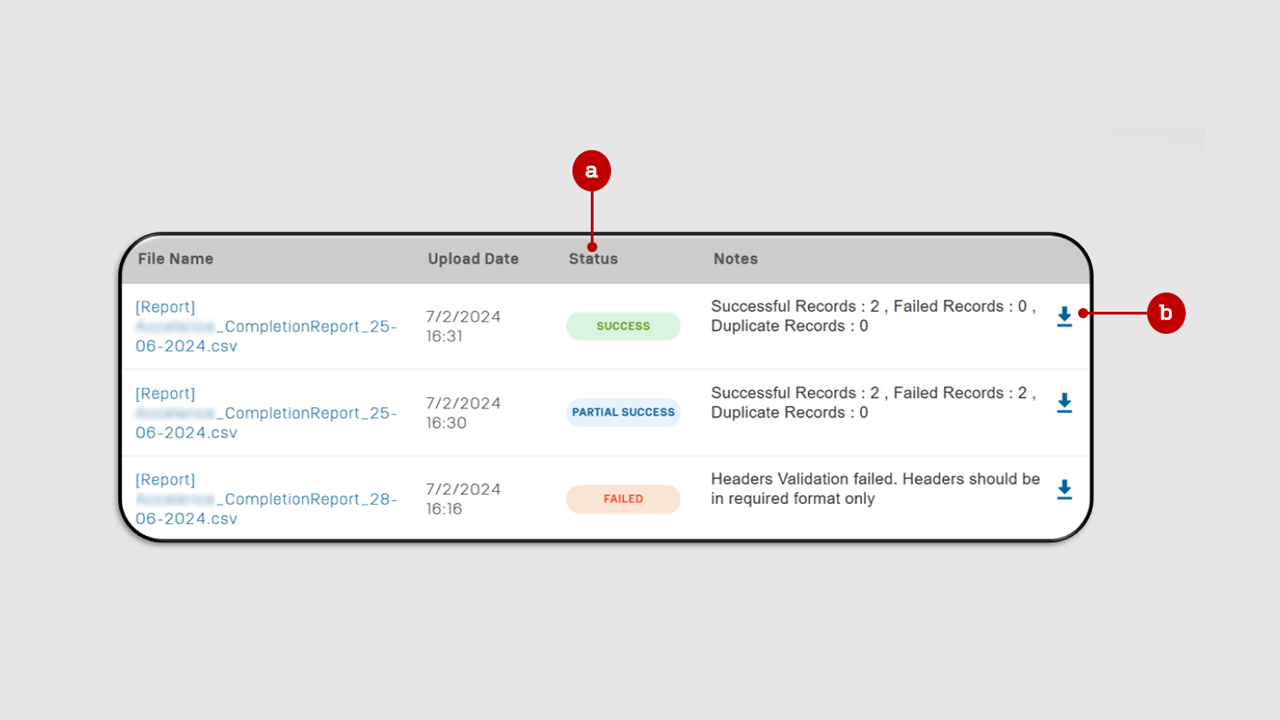 a
File Name Upload Date Status Notes
[Report]
_CompletionReport_25-
06-2024.csv
7/2/2024
16:31
SUCCESS
Successful Records : 2 , Failed Records : 0 ,
Duplicate Records : 0
b
[Report]
_CompletionReport_25-
06-2024.csv
7/2/2024
16:30
PARTIAL SUCCESS
Successful Records : 2 , Failed Records : 2 ,
Duplicate Records : 0
[Report]
_CompletionReport_28-
06-2024.csv
7/2/2024
16:16
FAILED
Headers Validation failed. Headers should be
in required format only